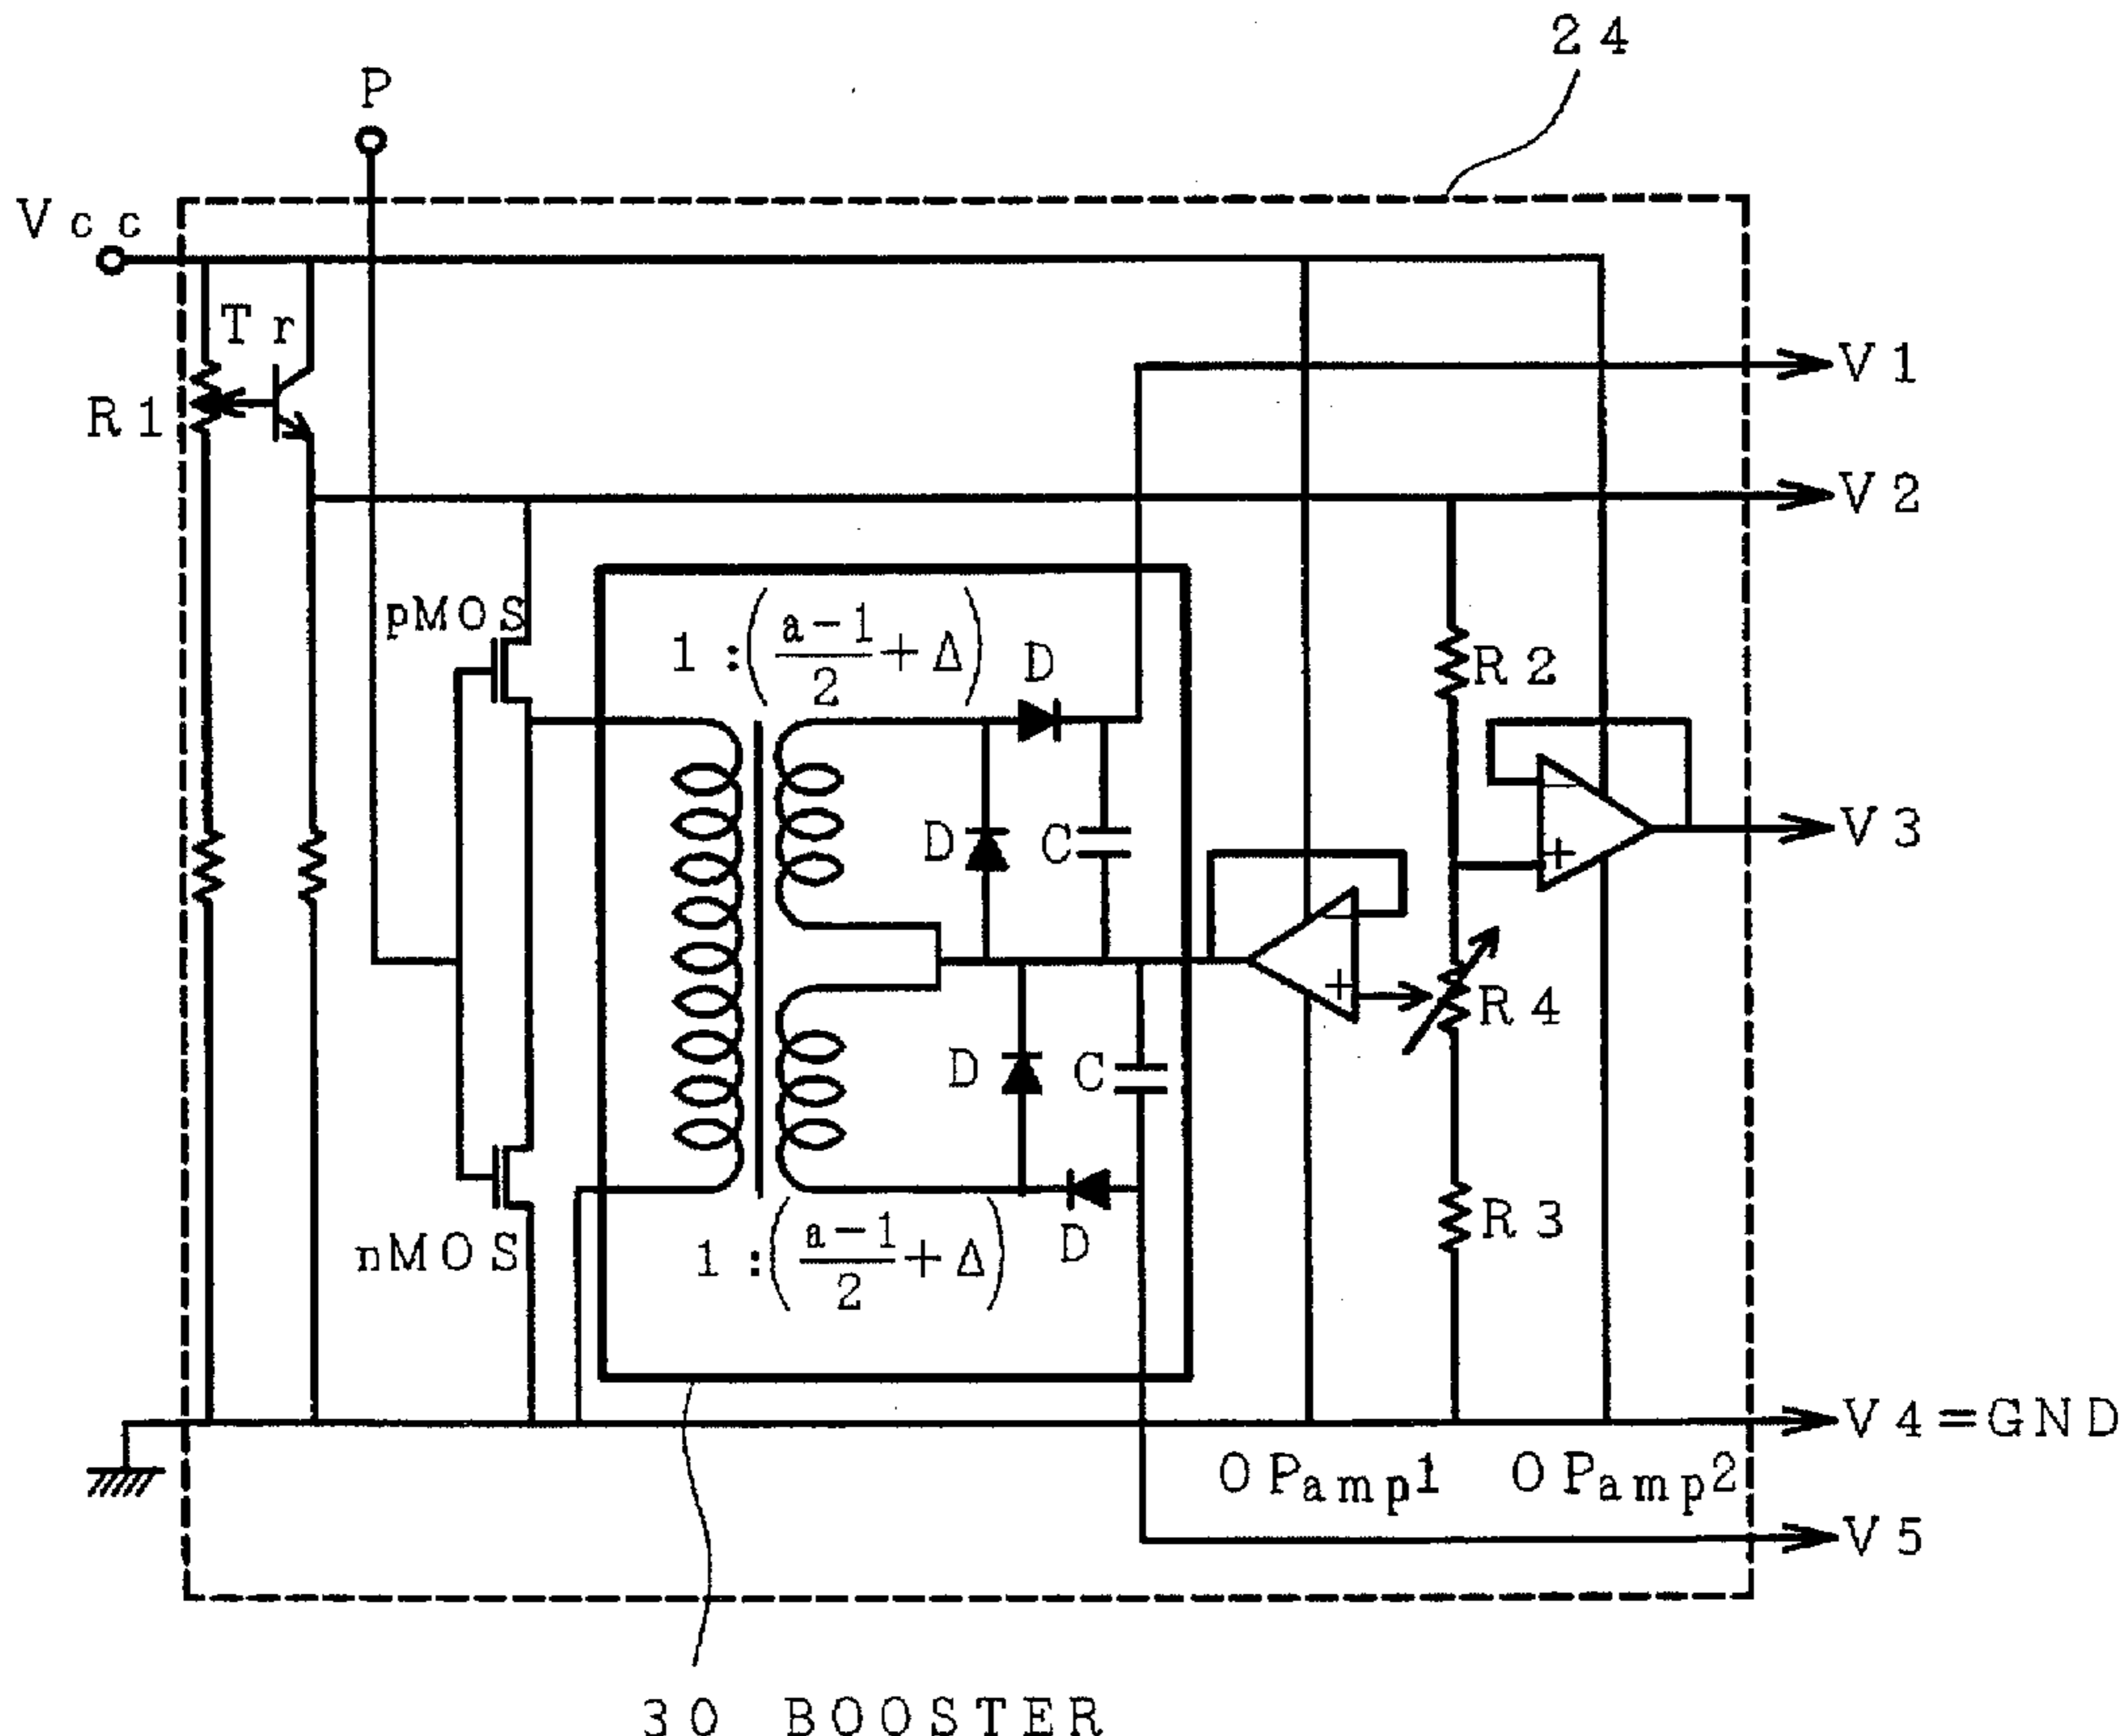 24
P
Vcc
Tr
R1
V1
V2
pMOS
1 : (a-1/2 + Δ)
D
R2
D
C
V3
R4
D
C
R3
nMOS
1 : (a-1/2 + Δ)
D
V4=GND
OPamp1
OPamp2
V5
30 BOOSTER